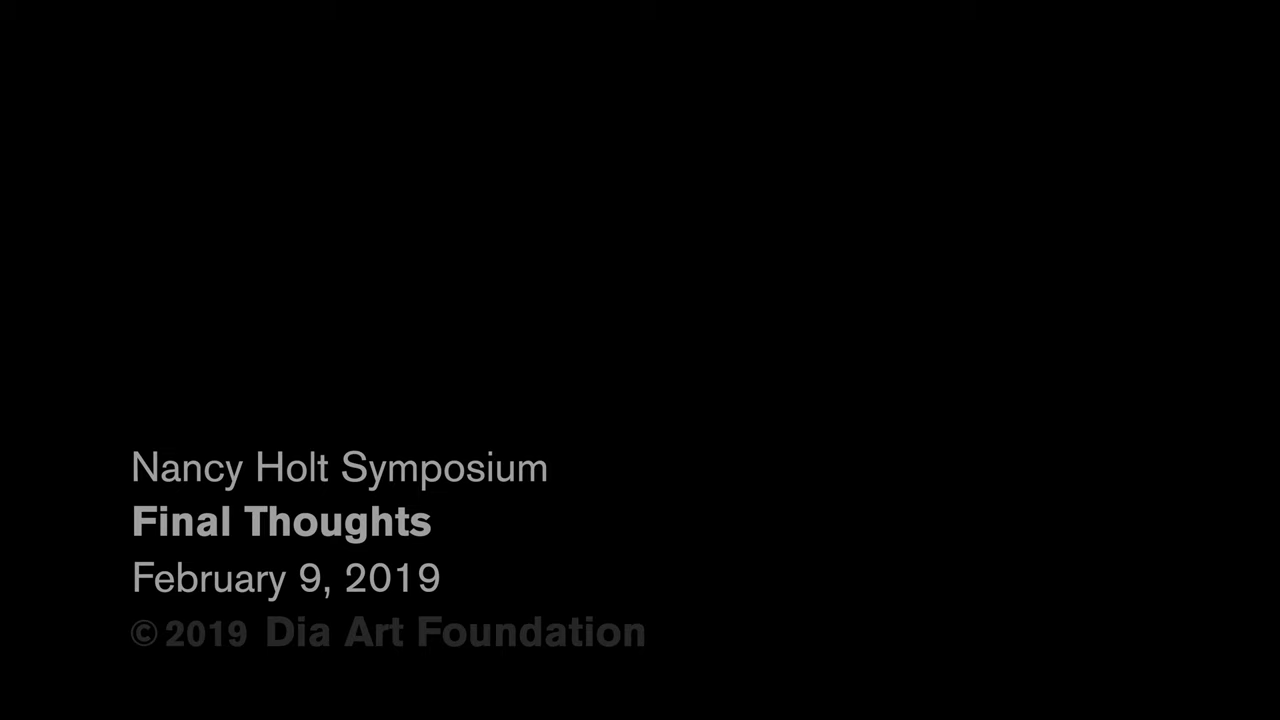 Nancy Holt Symposium
Final Thoughts
February 9, 2019
© 2019 Dia Art Foundation